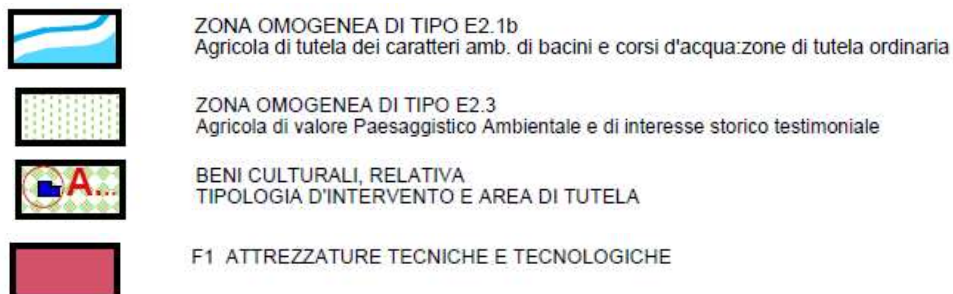 ZONA OMOGENEA DI TIPO E2.1b
Agricola di tutela dei caratteri amb. di bacini e corsi d'acqua:zone di tutela ordinaria
ZONA OMOGENEA DI TIPO E2.3
Agricola di valore Paesaggistico Ambientale e di interesse storico testimoniale
A...
BENI CULTURALI, RELATIVA
TIPOLOGIA D'INTERVENTO E AREA DI TUTELA
F1 ATTREZZATURE TECNICHE E TECNOLOGICHE